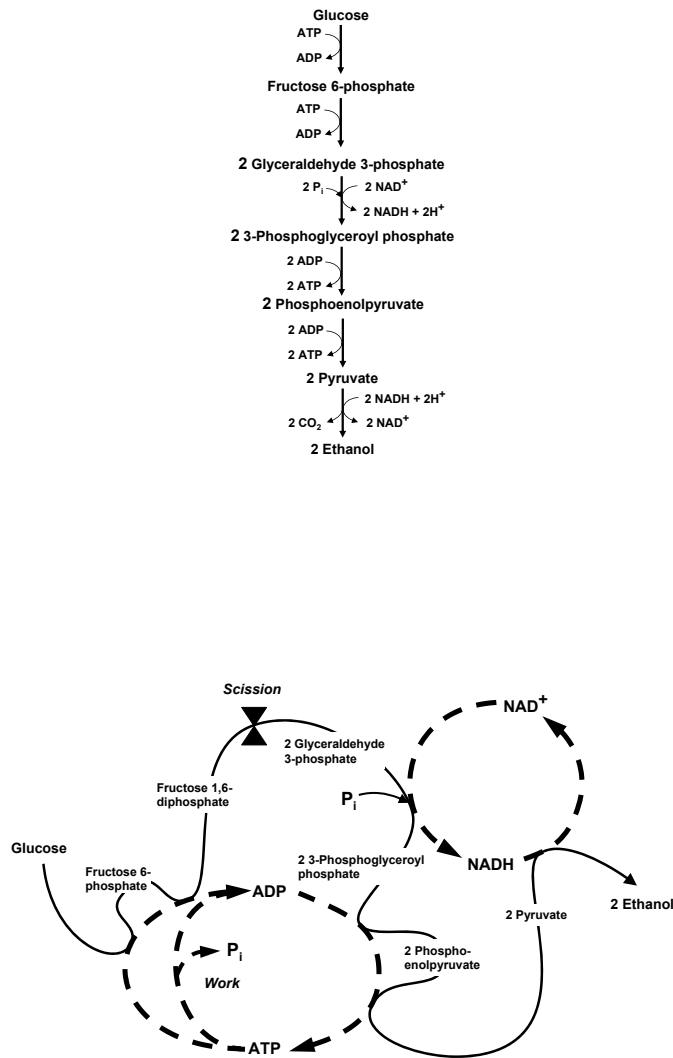 Glucose
ATP
ADP
Fructose 6-phosphate
ATP
ADP
2 Glyceraldehyde 3-phosphate
2 Pi 2 NAD+
2 NADH + 2H+
2 3-Phosphoglyceroyl phosphate
2 ADP
2 ATP
2 Phosphoenolpyruvate
2 ADP
2 ATP
2 Pyruvate
2 NADH + 2H+
2 CO2 2 NAD+
2 Ethanol
Scission
NAD+
2 Glyceraldehyde
3-phosphate
Fructose 1,6-
diphosphate
Pi
Glucose
Fructose 6-
phosphate
2 3-Phosphoglyceroyl
phosphate
NADH
ADP
2 Ethanol
2 Pyruvate
Pi
2 Phospho-
enolpyruvate
Work
ATP